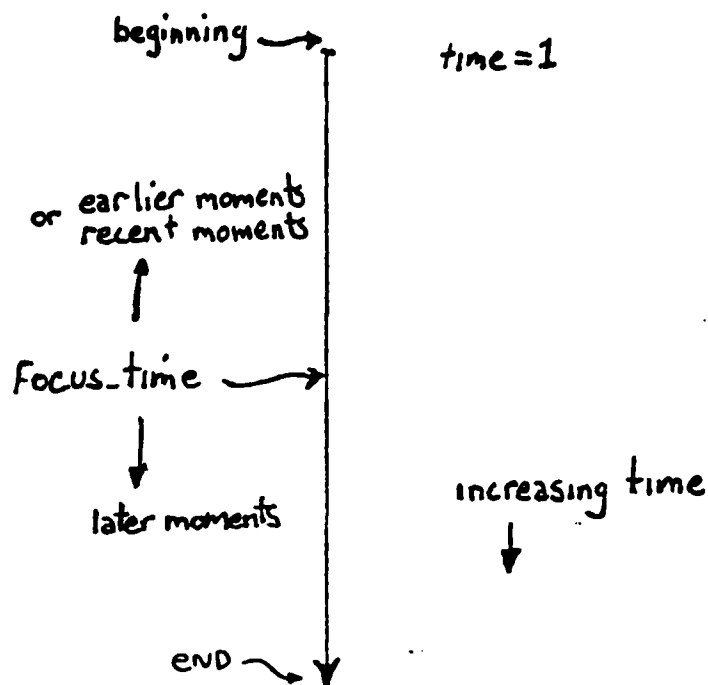 beginning
time = 1
or earlier moments
recent moments
Focus_time
increasing time
later moments
END